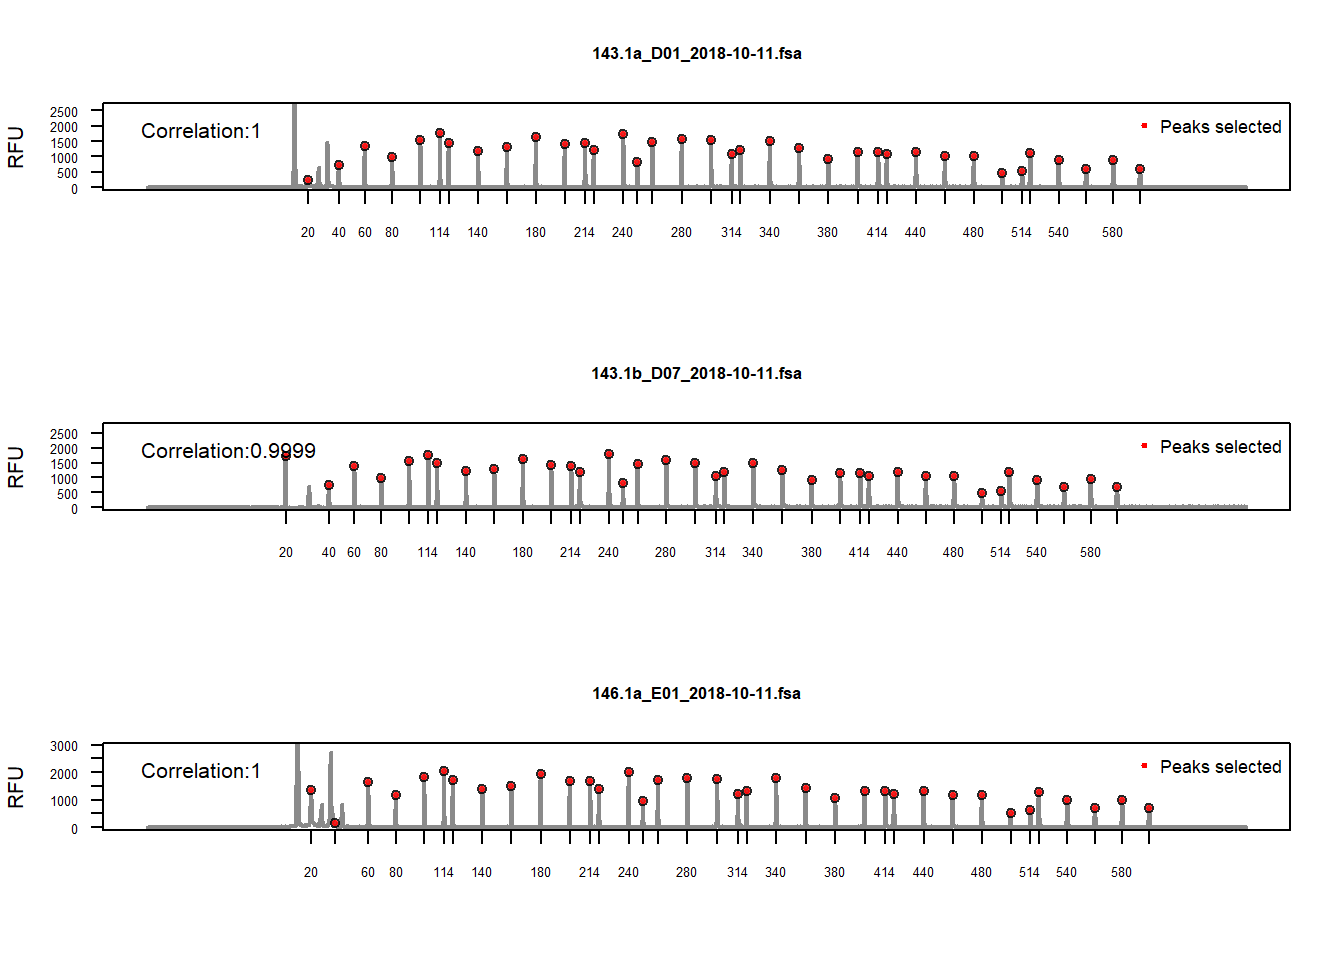 143.1a_D01_2018-10-11.fsa
RFU
2500
2000
1500
1000
500
0
Correlation:1
Peaks selected
20 40 60 80 114 140 180 214 240 280 314 340 380 414 440 480 514 540 580
143.1b_D07_2018-10-11.fsa
RFU
2500
2000
1500
1000
500
0
Correlation:0.9999
Peaks selected
20 40 60 80 114 140 180 214 240 280 314 340 380 414 440 480 514 540 580
146.1a_E01_2018-10-11.fsa
RFU
3000
2000
1000
0
Correlation:1
Peaks selected
20 60 80 114 140 180 214 240 280 314 340 380 414 440 480 514 540 580